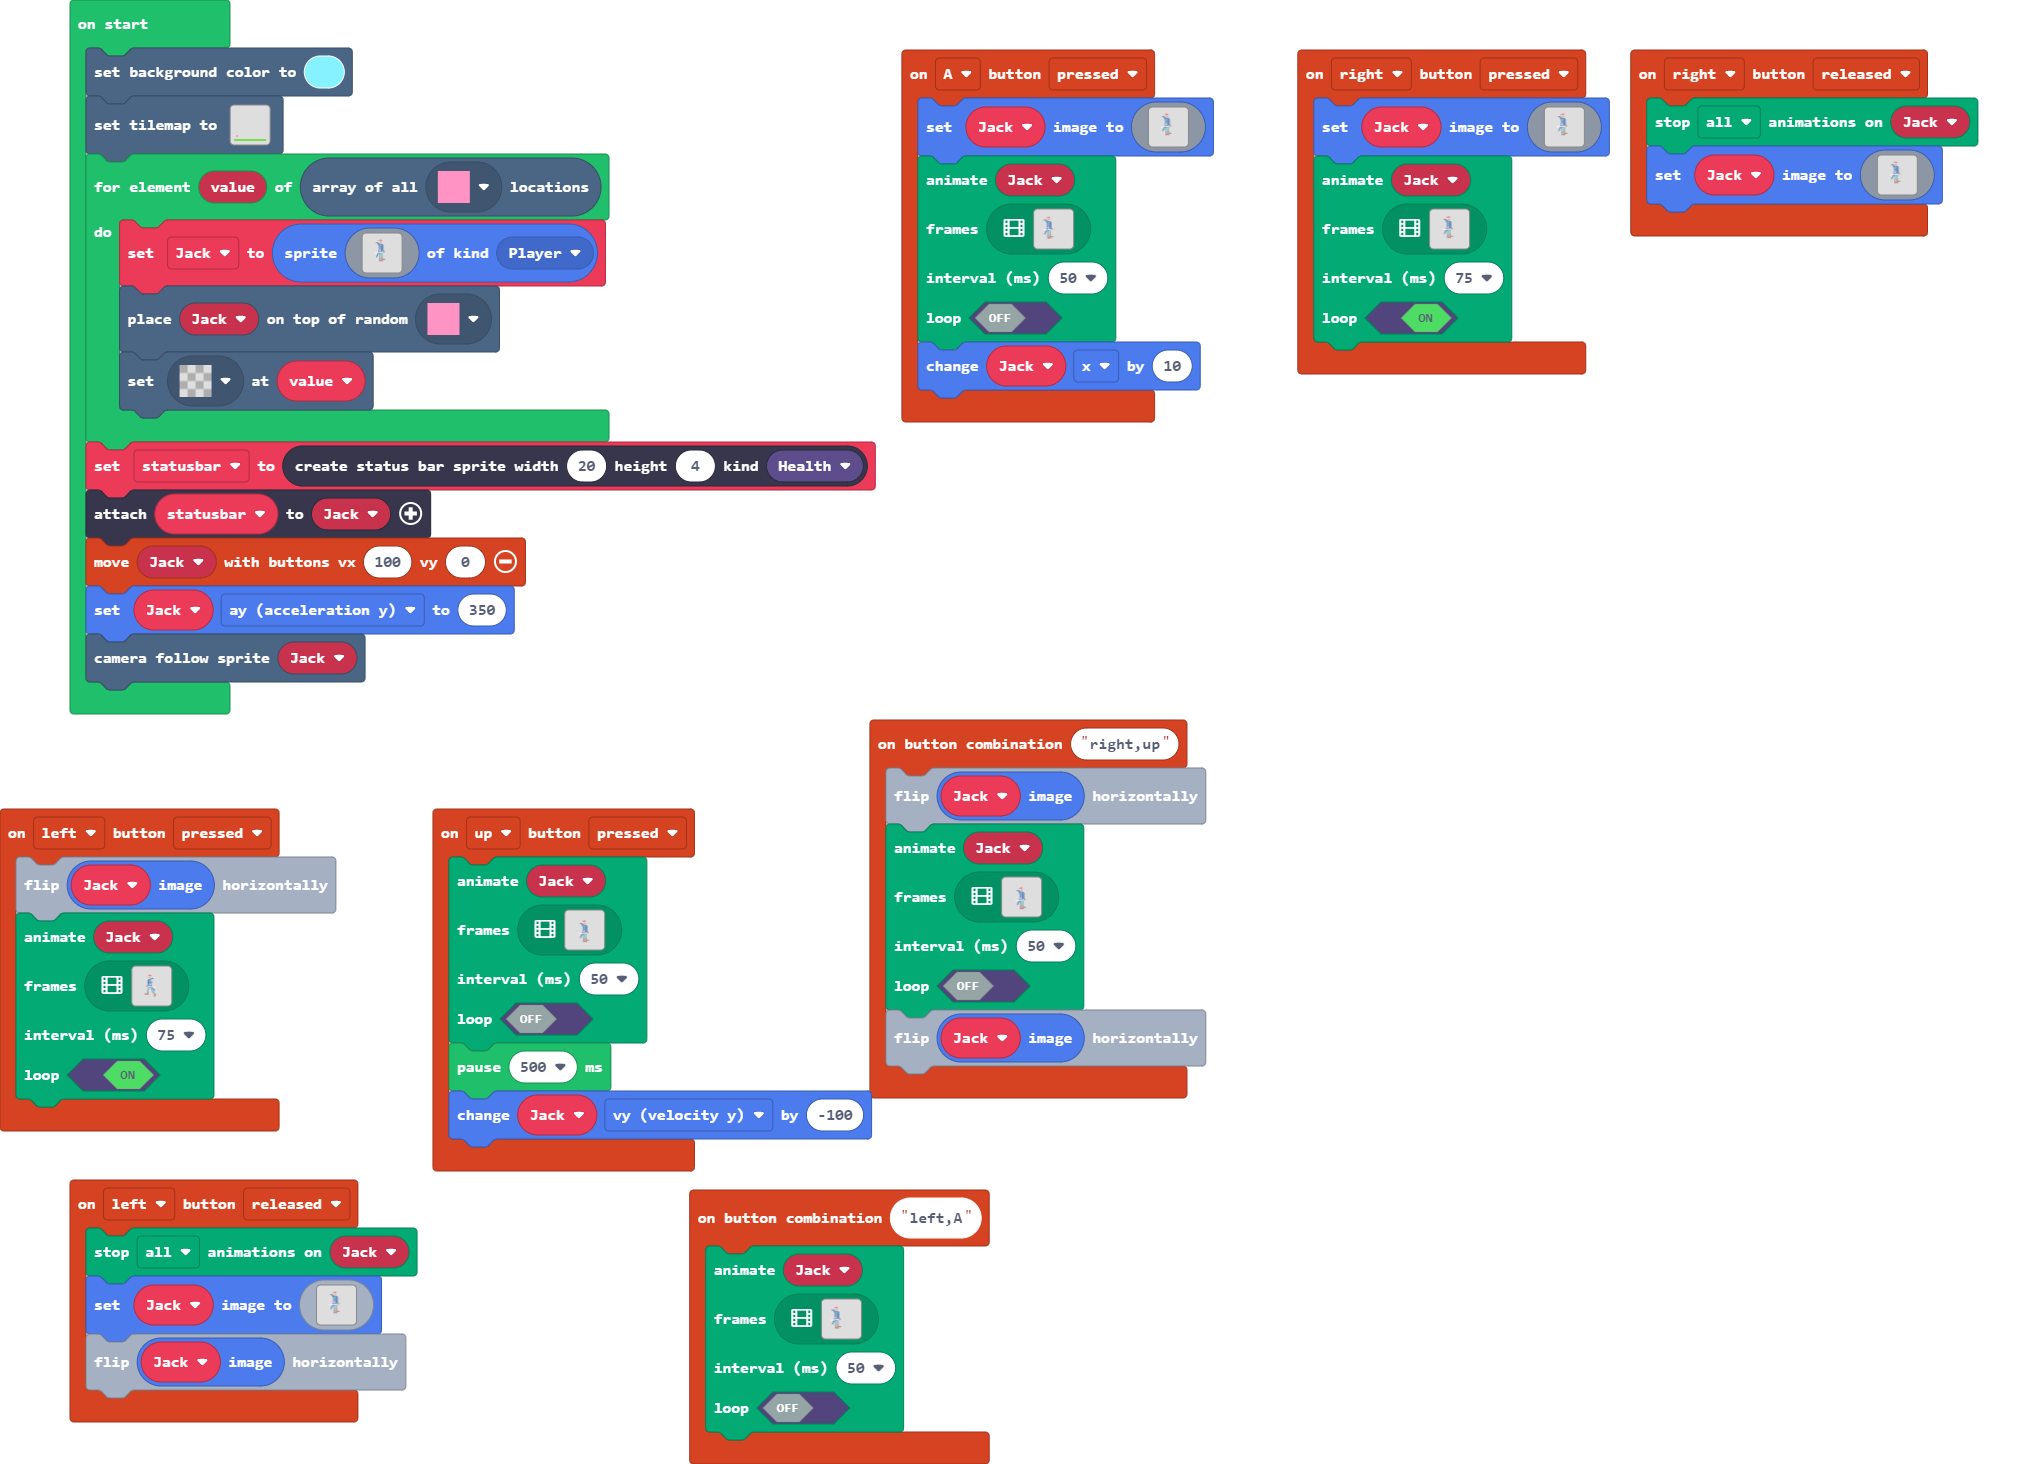 on start
set background color to
set tilemap to
for element value of array of all locations
do
set Jack to sprite of kind Player
place Jack on top of random
set at value
set statusbar to create status bar sprite width 20 height 4 kind Health
attach statusbar to Jack
move Jack with buttons vx 100 vy 0
set Jack ay (acceleration y) to 350
camera follow sprite Jack
on A button pressed
set Jack image to
animate Jack
frames
interval (ms) 50
loop OFF
change Jack x by 10
on right button pressed
set Jack image to
animate Jack
frames
interval (ms) 75
loop ON
on right button released
stop all animations on Jack
set Jack image to
on left button pressed
flip Jack image horizontally
animate Jack
frames
interval (ms) 75
loop ON
on up button pressed
animate Jack
frames
interval (ms) 50
loop OFF
pause 500 ms
change Jack vy (velocity y) by -100
on button combination "right,up"
flip Jack image horizontally
animate Jack
frames
interval (ms) 50
loop OFF
flip Jack image horizontally
on left button released
stop all animations on Jack
set Jack image to
flip Jack image horizontally
on button combination "left,A"
animate Jack
frames
interval (ms) 50
loop OFF